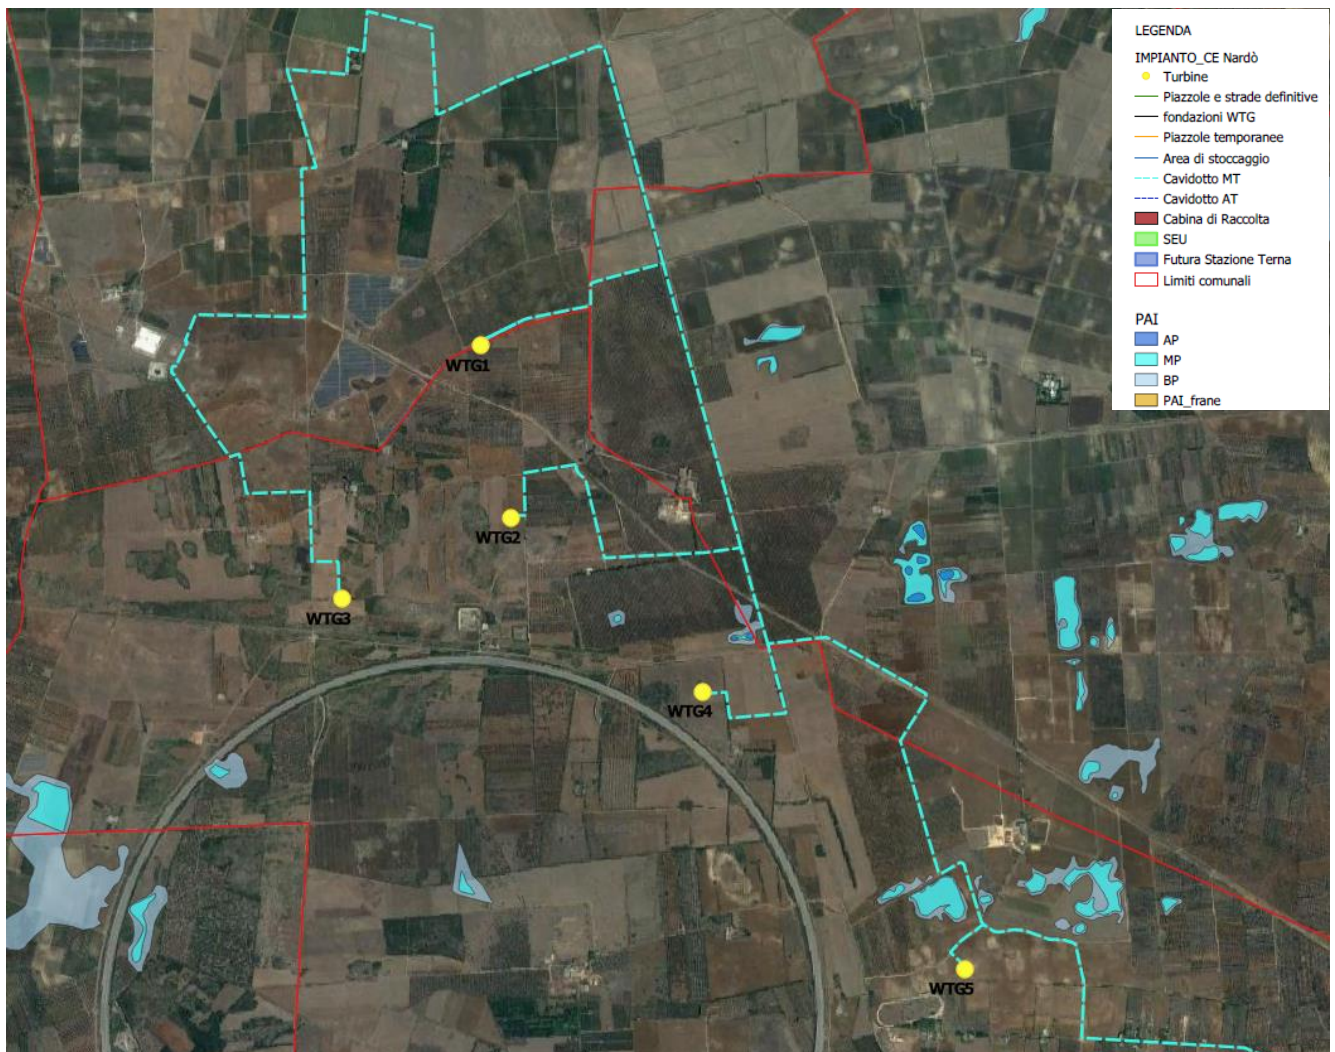 LEGENDA
IMPIANTO_CE Nardò
Turbine
Piazzole e strade definitive
fondazioni WTG
Piazzole temporanee
Area di stoccaggio
Cavidotto MT
Cavidotto AT
Cabina di Raccolta
SEU
Futura Stazione Terna
Limiti comunali
PAI
AP
MP
BP
PAI_frane
WTG1
WTG2
WTG3
WTG4
WTG5